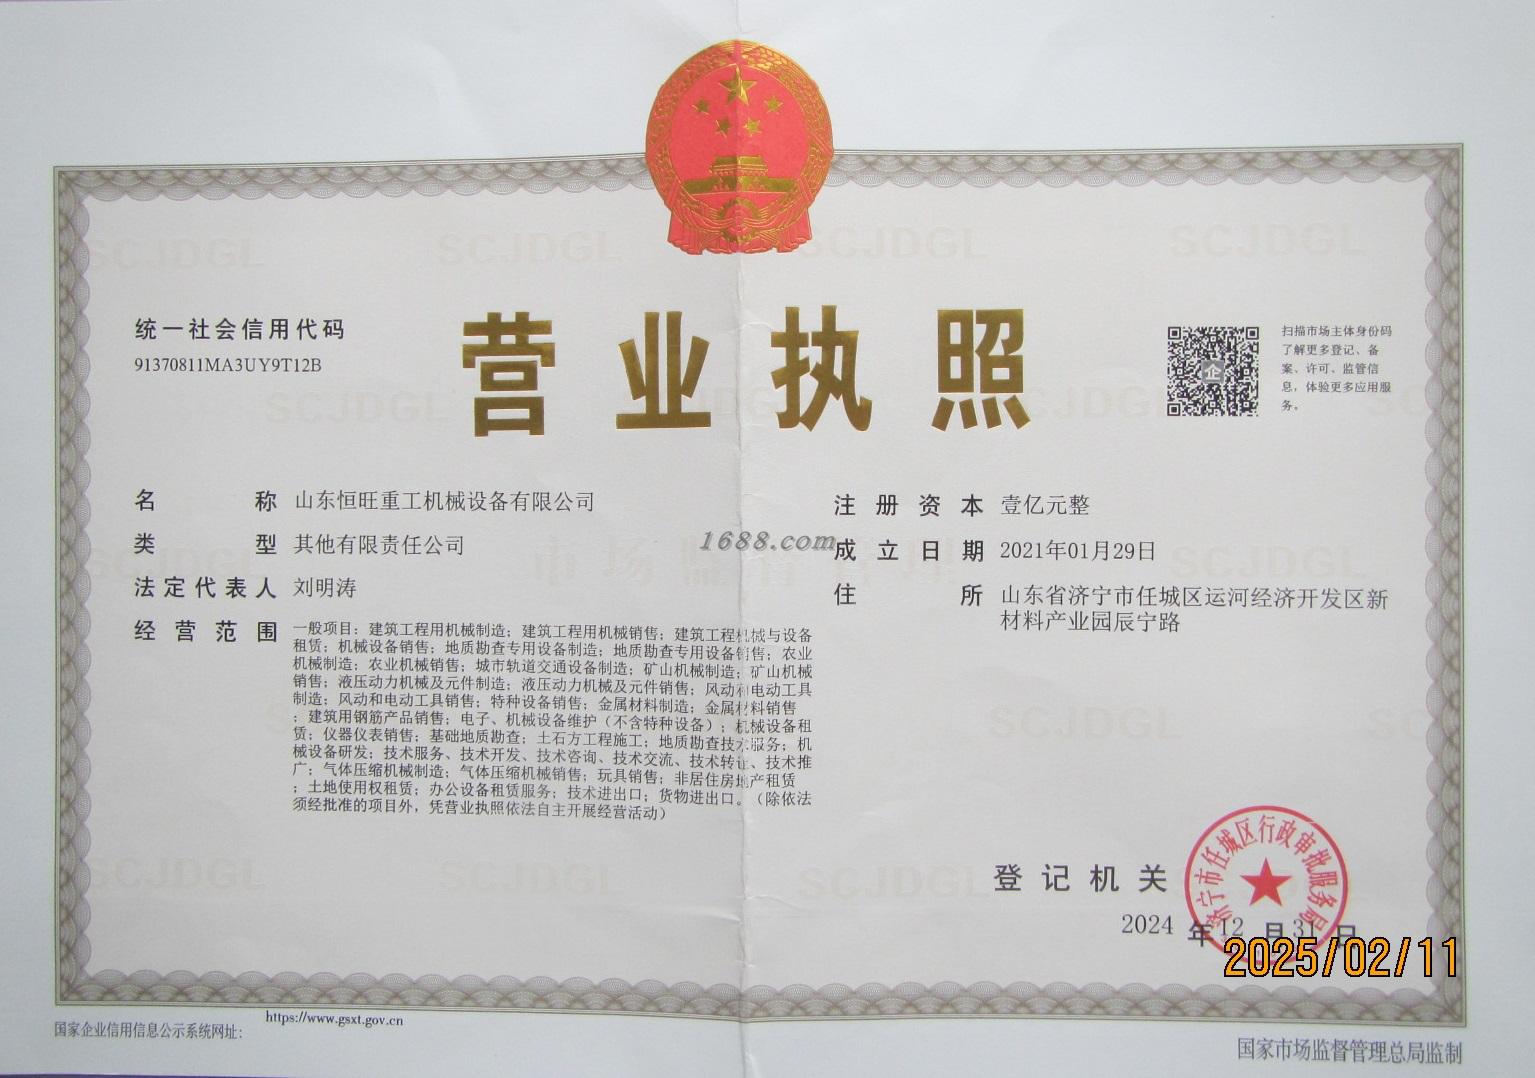 统一社会信用代码
91370811MA3UY9T12B
营业执照
扫描市场主体身份码
了解更多登记、备
案、许可、监管信
息，体验更多应用服
务。
企
名称 山东恒旺重工机械设备有限公司
类型 其他有限责任公司
法定代表人 刘明涛
经营范围 一般项目：建筑工程用机械制造；建筑工程用机械销售；建筑工程机械与设备
租赁；机械设备销售；地质勘查专用设备制造；地质勘查专用设备销售；农业
机械制造；农业机械销售；城市轨道交通设备制造；矿山机械制造；矿山机械
销售；液压动力机械及元件制造；液压动力机械及元件销售；风动和电动工具
制造；风动和电动工具销售；特种设备销售；金属材料制造；金属材料销售
；建筑用钢筋产品销售；电子、机械设备维护（不含特种设备）；机械设备租
赁；仪器仪表销售；基础地质勘查；土石方工程施工；地质勘查技术服务；机
械设备研发；技术服务、技术开发、技术咨询、技术交流、技术转让、技术推
广；气体压缩机械制造；气体压缩机械销售；玩具销售；非居住房地产租赁
；土地使用权租赁；办公设备租赁服务；技术进出口；货物进出口。（除依法
须经批准的项目外，凭营业执照依法自主开展经营活动）
注册资本 壹亿元整
成立日期 2021年01月29日
住所 山东省济宁市任城区运河经济开发区新
材料产业园辰宁路
1688.com
市场监督管理
SCJDGL SCJDGL SCJDGL SCJDGL
登记机关
济宁市任城区行政审批服务局
2024年12月31日
2025/02/11
国家企业信用信息公示系统网址：
https://www.gsxt.gov.cn
国家市场监督管理总局监制